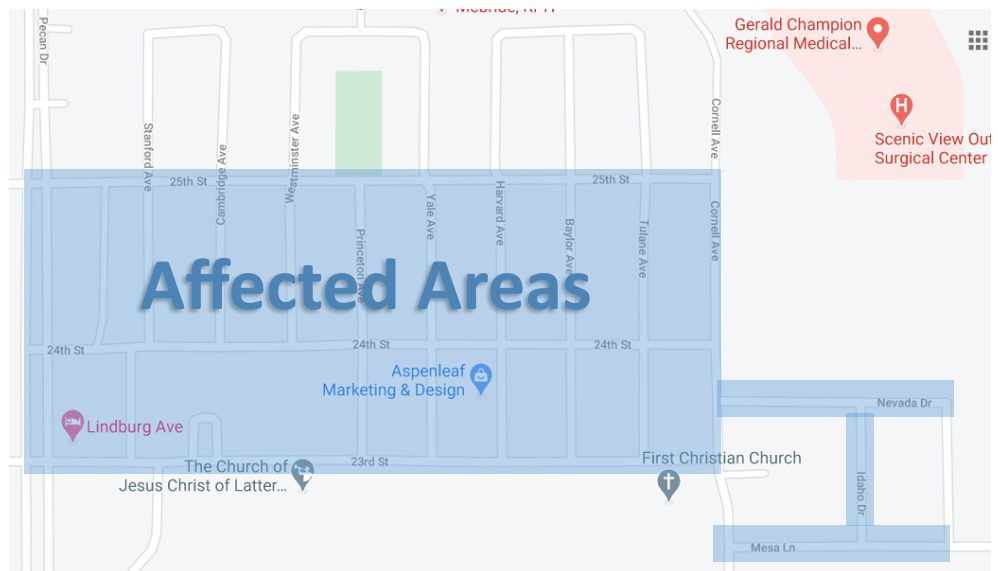 Pecan Dr
Gerald Champion
Regional Medical...
Scenic View Out
Surgical Center
Stanford Ave
Cambridge Ave
Westminster Ave
Cornell Ave
25th St
25th St
Yale Ave
Harvard Ave
Princeton Ave
Baylor Ave
Tulane Ave
Cornell Ave
Affected Areas
24th St
24th St
24th St
Aspenleaf
Marketing & Design
Lindburg Ave
Nevada Dr
23rd St
The Church of
Jesus Christ of Latter...
First Christian Church
Idaho Dr
Mesa Ln